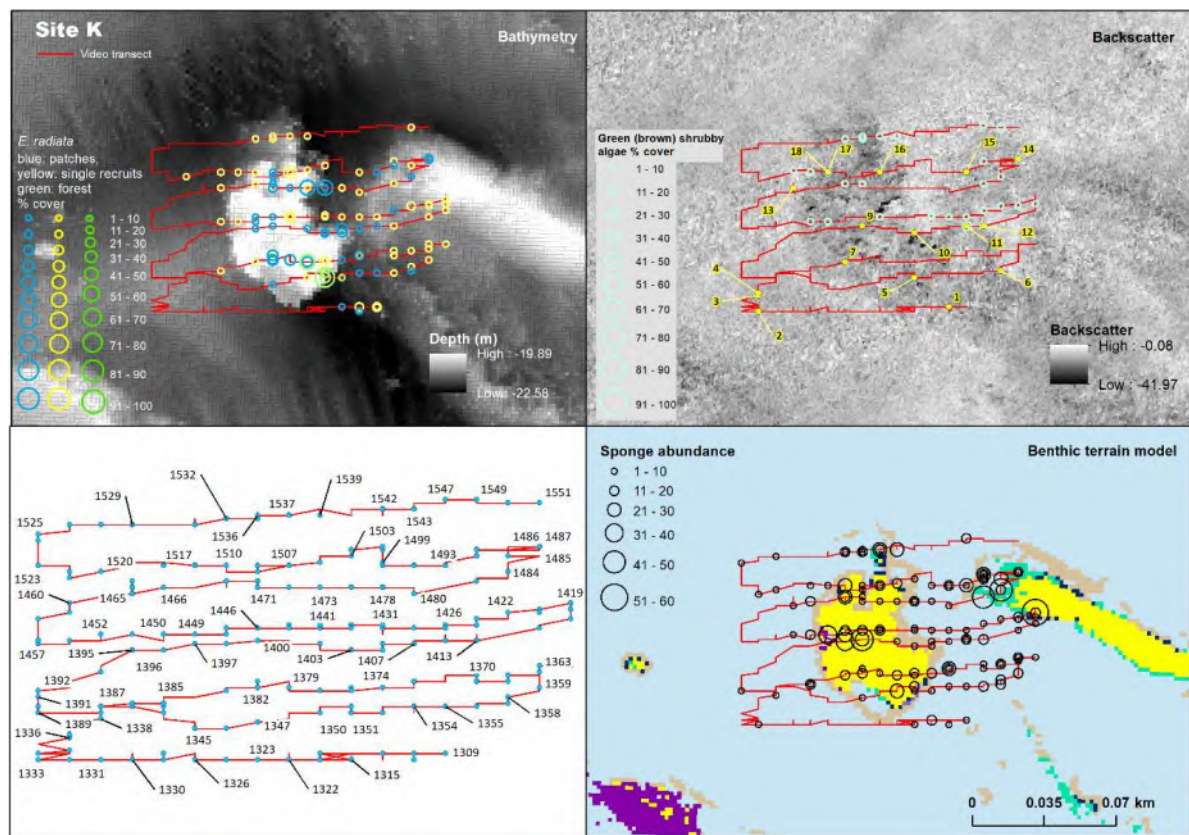 Site K
Video transect
Bathymetry
E. radiata
blue: patches,
yellow: single recruits
green: forest
% cover
1 - 10
11 - 20
21 - 30
31 - 40
41 - 50
51 - 60
61 - 70
71 - 80
81 - 90
91 - 100
Depth (m)
High : -19.89
Low : -22.58
Backscatter
Green (brown) shrubby
algae % cover
1 - 10
11 - 20
21 - 30
31 - 40
41 - 50
51 - 60
61 - 70
71 - 80
81 - 90
91 - 100
18
17
16
15
14
13
9
12
11
10
7
4
3
5
6
1
2
Backscatter
High : -0.08
Low : -41.97
1532
1539
1529
1537
1542
1547
1549
1551
1536
1525
1543
1503
1499
1486
1487
1520
1517
1510
1507
1493
1485
1523
1484
1460
1465
1466
1471
1473
1478
1480
1419
1446
1422
1452
1450
1449
1441
1431
1426
1457
1395
1397
1400
1403
1407
1413
1396
1392
1379
1374
1370
1363
1391
1387
1385
1382
1359
1389
1338
1347
1350
1351
1354
1355
1358
1336
1345
1323
1309
1333
1331
1330
1326
1322
1315
Sponge abundance
Benthic terrain model
1 - 10
11 - 20
21 - 30
31 - 40
41 - 50
51 - 60
0 0.035 0.07 km